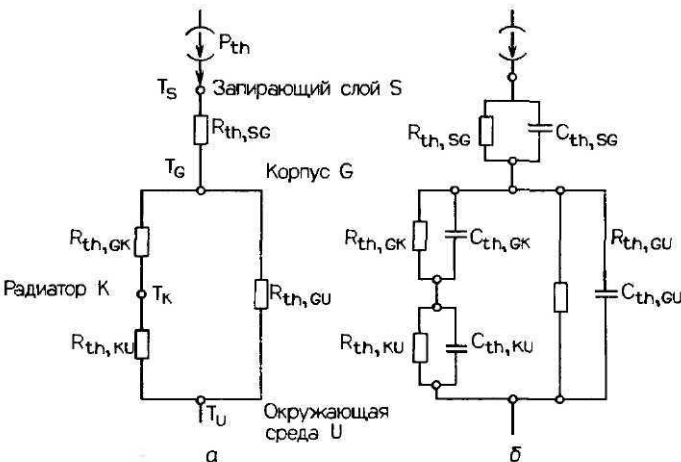 P_th
T_S Запирающий слой S
R_th,SG
T_G Корпус G
R_th,GK
R_th,GU
Радиатор K T_K
R_th,KU
T_U Окружающая
среда U
а
R_th,SG C_th,SG
R_th,GK C_th,GK
R_th,GU
C_th,GU
R_th,KU C_th,KU
б